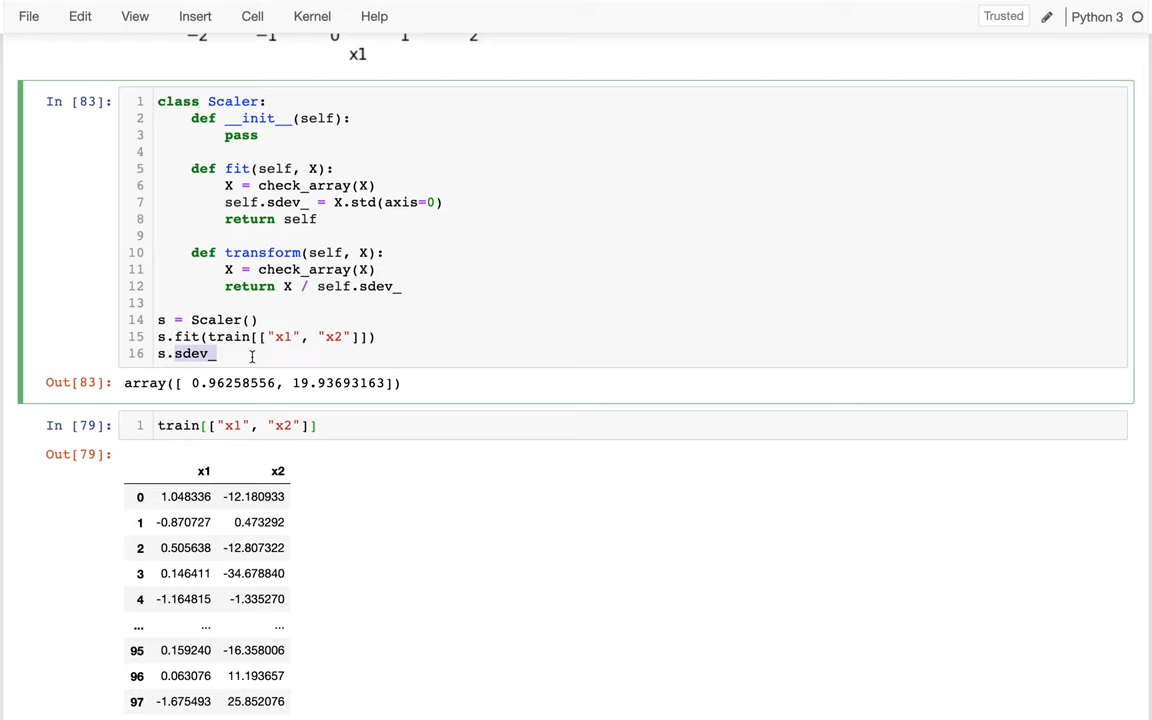 File Edit View Insert Cell Kernel Help Trusted Python 3
−2 −1 0 1 2
x1
In [83]:
1 class Scaler:
2     def __init__(self):
3         pass
4
5     def fit(self, X):
6         X = check_array(X)
7         self.sdev_ = X.std(axis=0)
8         return self
9
10     def transform(self, X):
11         X = check_array(X)
12         return X / self.sdev_
13
14 s = Scaler()
15 s.fit(train[["x1", "x2"]])
16 s.sdev_
Out[83]: array([ 0.96258556, 19.93693163])
In [79]: 1 train[["x1", "x2"]]
Out[79]:
x1 x2
0 1.048336 -12.180933
1 -0.870727 0.473292
2 0.505638 -12.807322
3 0.146411 -34.678840
4 -1.164815 -1.335270
... ... ...
95 0.159240 -16.358006
96 0.063076 11.193657
97 -1.675493 25.852076